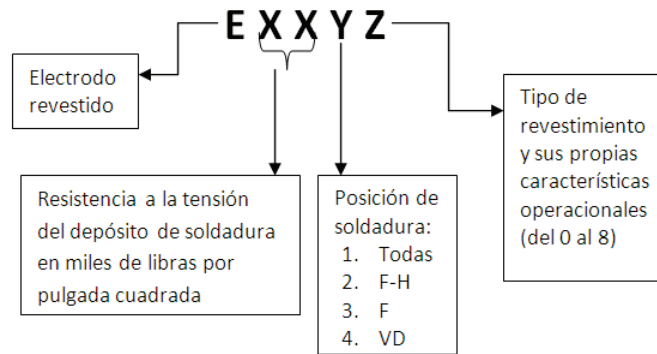 E X X Y Z
Electrodo
revestido
Resistencia a la tensión
del depósito de soldadura
en miles de libras por
pulgada cuadrada
Posición de
soldadura:
1. Todas
2. F-H
3. F
4. VD
Tipo de
revestimiento
y sus propias
características
operacionales
(del 0 al 8)